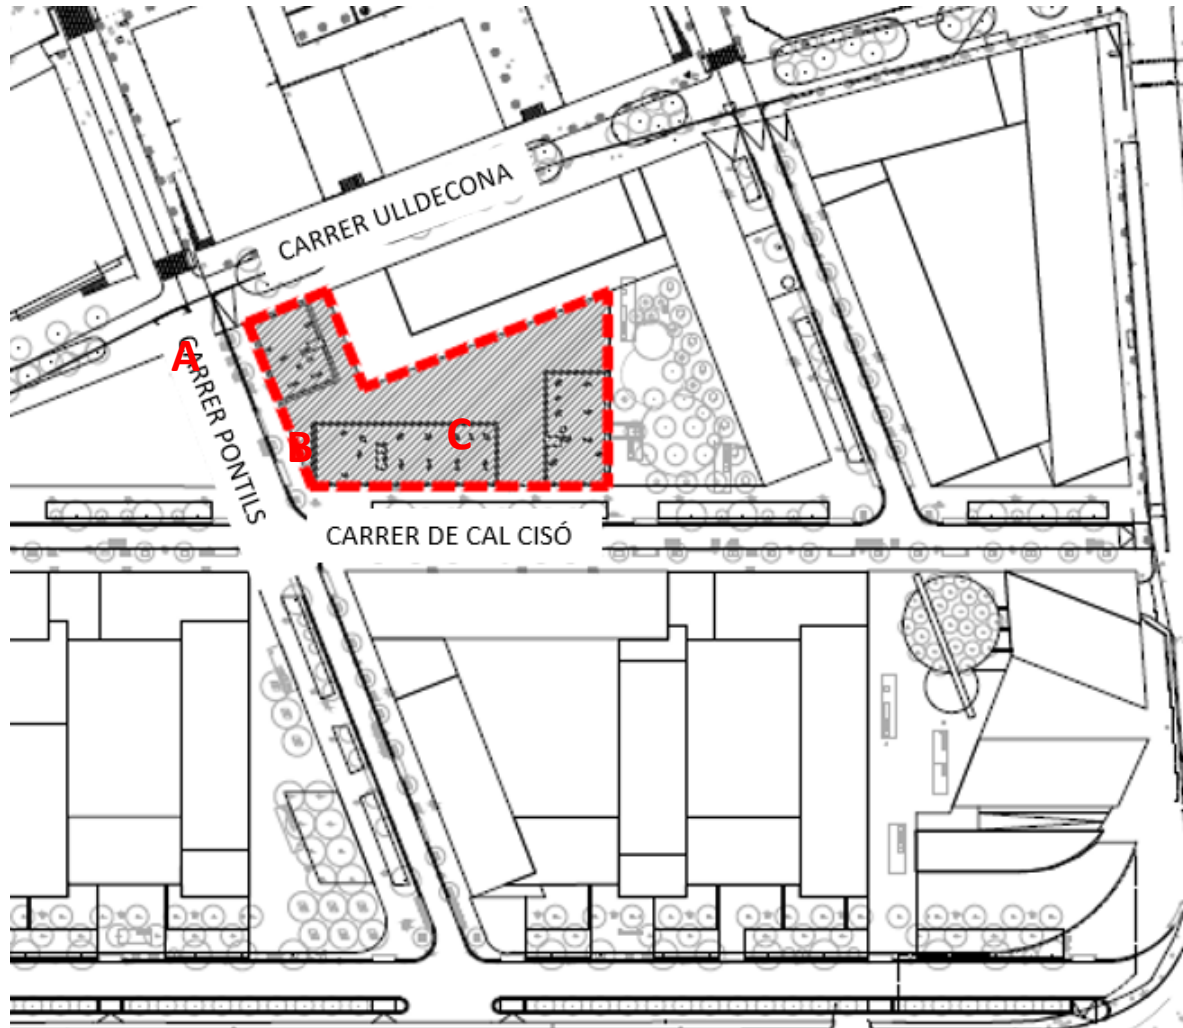 CARRER ULLDECONA
A
CARRER PONTILS
B
C
CARRER DE CAL CISÓ